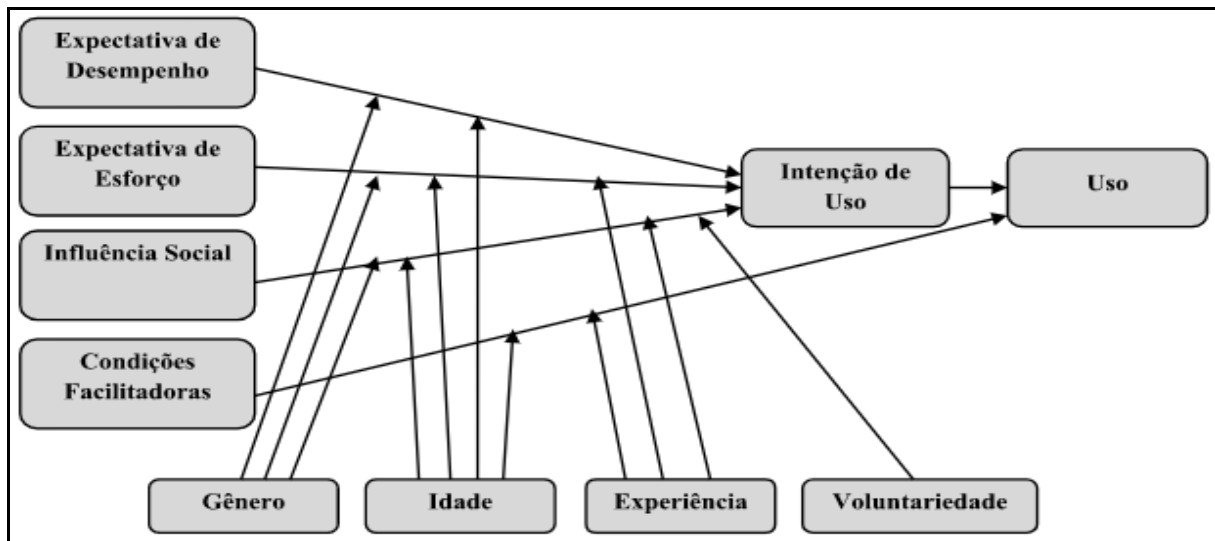 Expectativa de
Desempenho
Expectativa de
Esforço
Influência Social
Condições
Facilitadoras
Intenção de
Uso
Uso
Gênero
Idade
Experiência
Voluntariedade